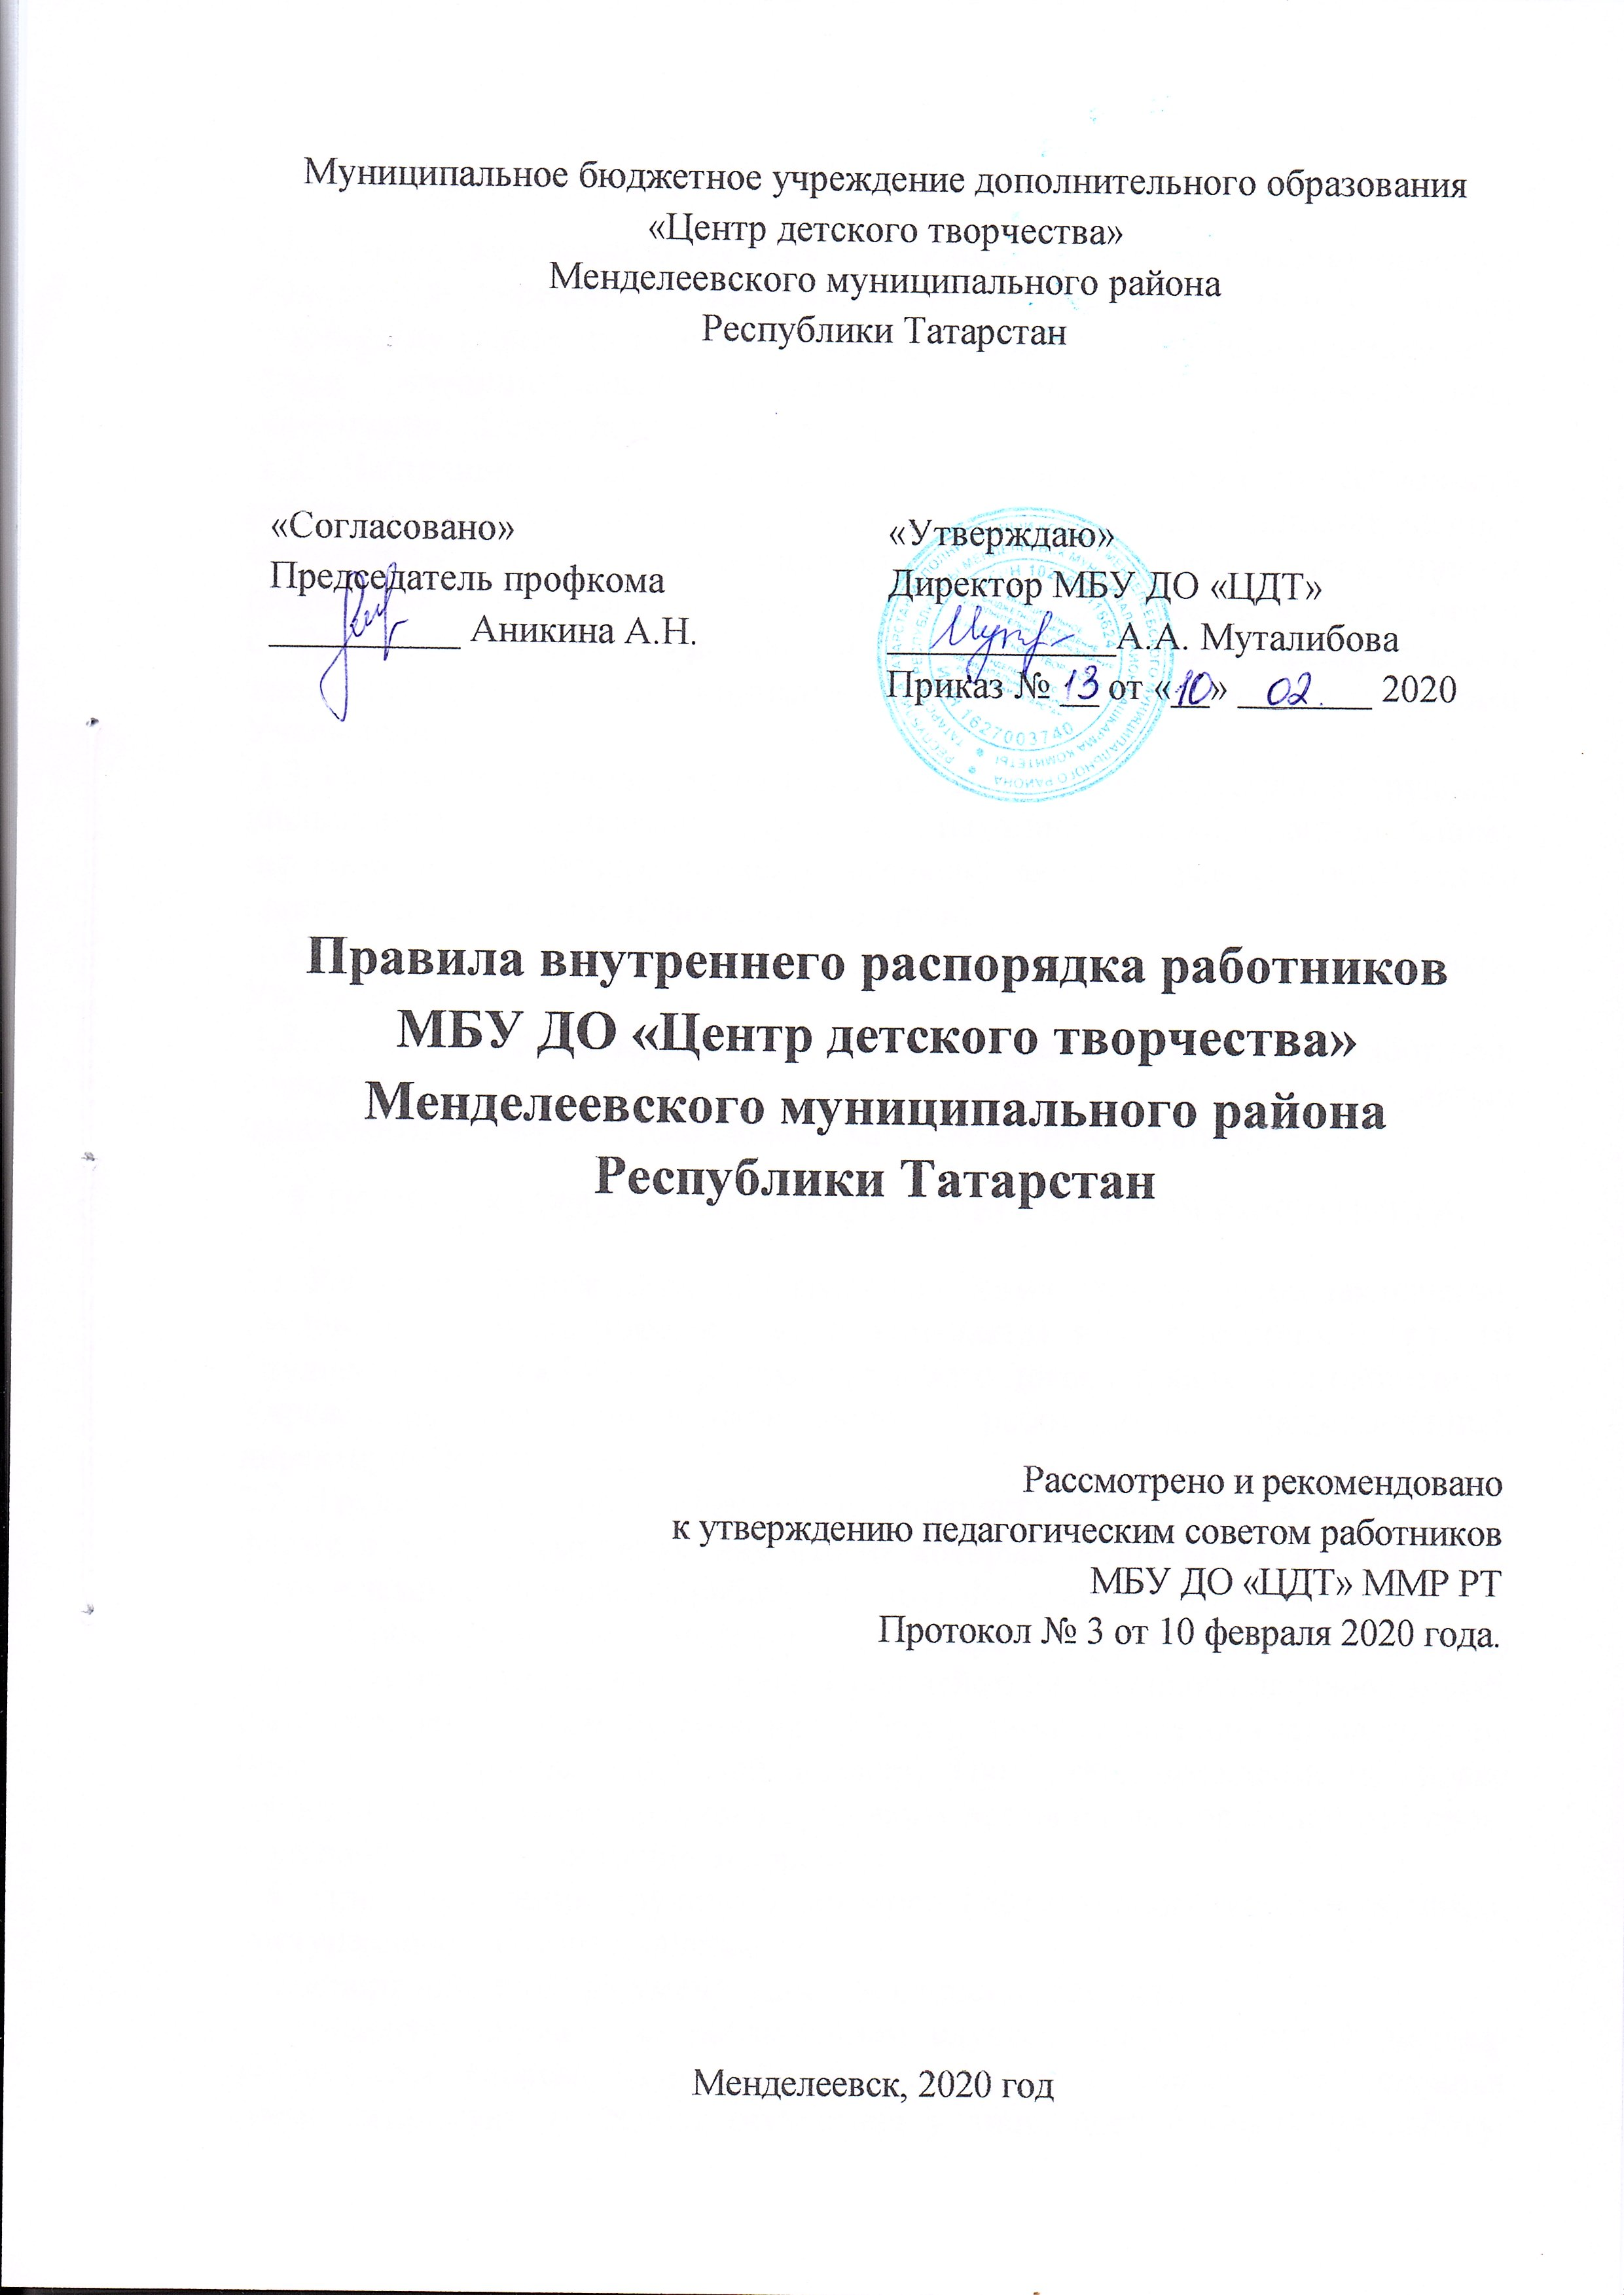 Муниципальное бюджетное учреждение дополнительного образования
«Центр детского творчества»
Менделеевского муниципального района
Республики Татарстан
«Согласовано»
Председатель профкома
__________ Аникина А.Н.
«Утверждаю»
Директор МБУ ДО «ЦДТ»
____________А.А. Муталибова
Приказ № 13 от «10» 02. 2020
1627003740
Правила внутреннего распорядка работников
МБУ ДО «Центр детского творчества»
Менделеевского муниципального района
Республики Татарстан
Рассмотрено и рекомендовано
к утверждению педагогическим советом работников
МБУ ДО «ЦДТ» ММР РТ
Протокол № 3 от 10 февраля 2020 года.
Менделеевск, 2020 год